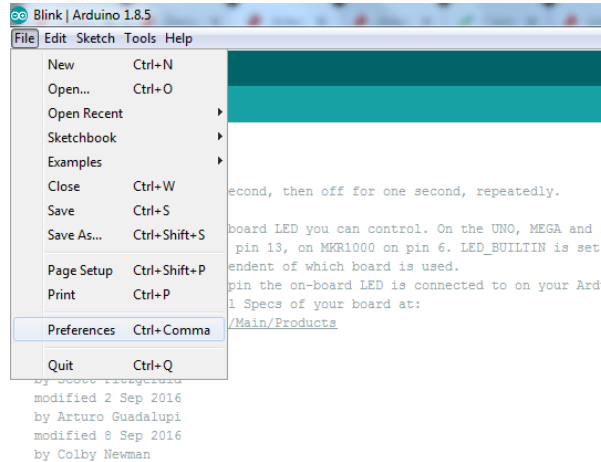 Blink | Arduino 1.8.5
File Edit Sketch Tools Help
New Ctrl+N
Open... Ctrl+O
Open Recent
Sketchbook
Examples
Close Ctrl+W
Save Ctrl+S
Save As... Ctrl+Shift+S
Page Setup Ctrl+Shift+P
Print Ctrl+P
Preferences Ctrl+Comma
Quit Ctrl+Q
econd, then off for one second, repeatedly.
board LED you can control. On the UNO, MEGA and
pin 13, on MKR1000 on pin 6. LED_BUILTIN is set
endent of which board is used.
pin the on-board LED is connected to on your Ard
l Specs of your board at:
/Main/Products
by Scott Fitzgerald
modified 2 Sep 2016
by Arturo Guadalupi
modified 8 Sep 2016
by Colby Newman